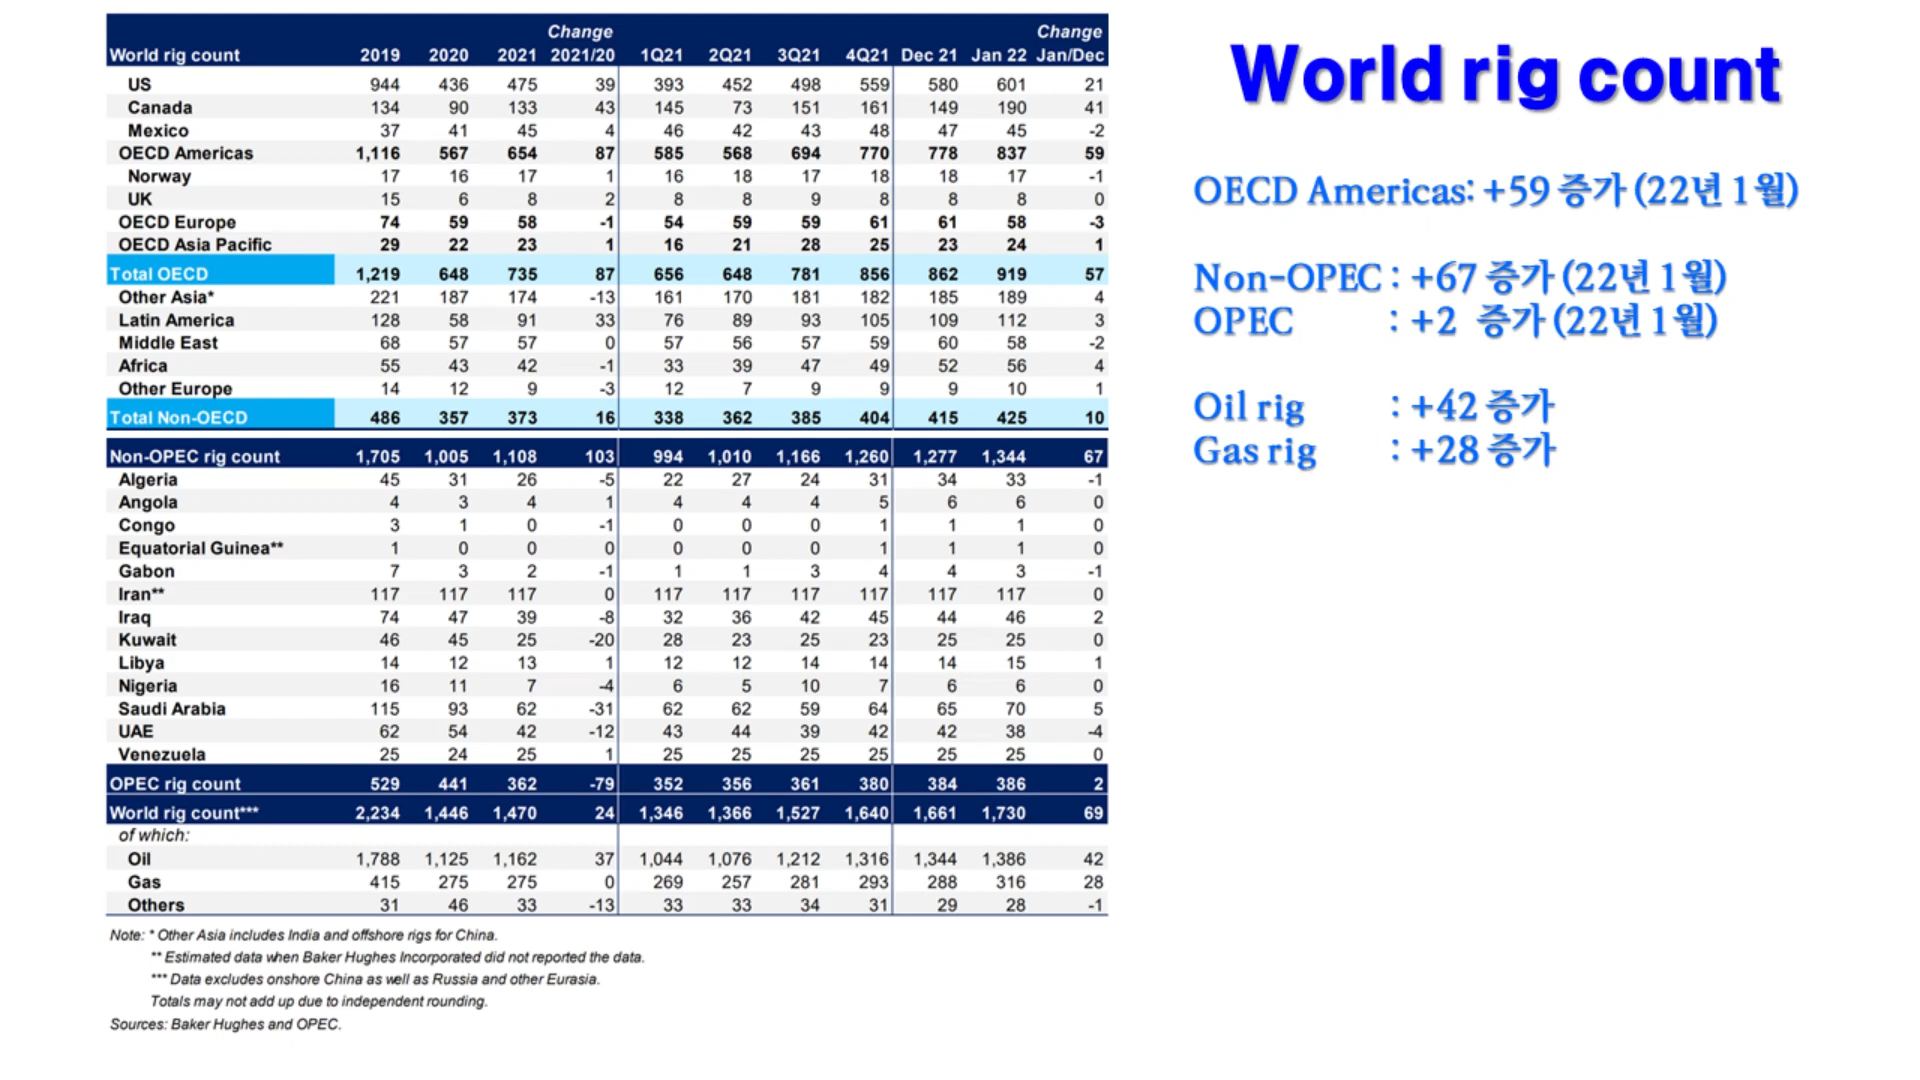 Change Change
World rig count 2019 2020 2021 2021/20 1Q21 2Q21 3Q21 4Q21 Dec 21 Jan 22 Jan/Dec
US 944 436 475 39 393 452 498 559 580 601 21
Canada 134 90 133 43 145 73 151 161 149 190 41
Mexico 37 41 45 4 46 42 43 48 47 45 -2
OECD Americas 1,116 567 654 87 585 568 694 770 778 837 59
Norway 17 16 17 1 16 18 17 18 18 17 -1
UK 15 6 8 2 8 8 9 8 8 8 0
OECD Europe 74 59 58 -1 54 59 59 61 61 58 -3
OECD Asia Pacific 29 22 23 1 16 21 28 25 23 24 1
Total OECD 1,219 648 735 87 656 648 781 856 862 919 57
Other Asia* 221 187 174 -13 161 170 181 182 185 189 4
Latin America 128 58 91 33 76 89 93 105 109 112 3
Middle East 68 57 57 0 57 56 57 59 60 58 -2
Africa 55 43 42 -1 33 39 47 49 52 56 4
Other Europe 14 12 9 -3 12 7 9 9 9 10 1
Total Non-OECD 486 357 373 16 338 362 385 404 415 425 10
Non-OPEC rig count 1,705 1,005 1,108 103 994 1,010 1,166 1,260 1,277 1,344 67
Algeria 45 31 26 -5 22 27 24 31 34 33 -1
Angola 4 3 4 1 4 4 4 5 6 6 0
Congo 3 1 0 -1 0 0 0 1 1 1 0
Equatorial Guinea** 1 0 0 0 0 0 0 1 1 1 0
Gabon 7 3 2 -1 1 1 3 4 4 3 -1
Iran** 117 117 117 0 117 117 117 117 117 117 0
Iraq 74 47 39 -8 32 36 42 45 44 46 2
Kuwait 46 45 25 -20 28 23 25 23 25 25 0
Libya 14 12 13 1 12 12 14 14 14 15 1
Nigeria 16 11 7 -4 6 5 10 7 6 6 0
Saudi Arabia 115 93 62 -31 62 62 59 64 65 70 5
UAE 62 54 42 -12 43 44 39 42 42 38 -4
Venezuela 25 24 25 1 25 25 25 25 25 25 0
OPEC rig count 529 441 362 -79 352 356 361 380 384 386 2
World rig count*** 2,234 1,446 1,470 24 1,346 1,366 1,527 1,640 1,661 1,730 69
of which:
Oil 1,788 1,125 1,162 37 1,044 1,076 1,212 1,316 1,344 1,386 42
Gas 415 275 275 0 269 257 281 293 288 316 28
Others 31 46 33 -13 33 33 34 31 29 28 -1
Note: * Other Asia includes India and offshore rigs for China.
** Estimated data when Baker Hughes Incorporated did not reported the data.
*** Data excludes onshore China as well as Russia and other Eurasia.
Totals may not add up due to independent rounding.
Sources: Baker Hughes and OPEC.
World rig count
OECD Americas: +59 증가 (22년 1월)
Non-OPEC : +67 증가 (22년 1월)
OPEC : +2 증가 (22년 1월)
Oil rig : +42 증가
Gas rig : +28 증가